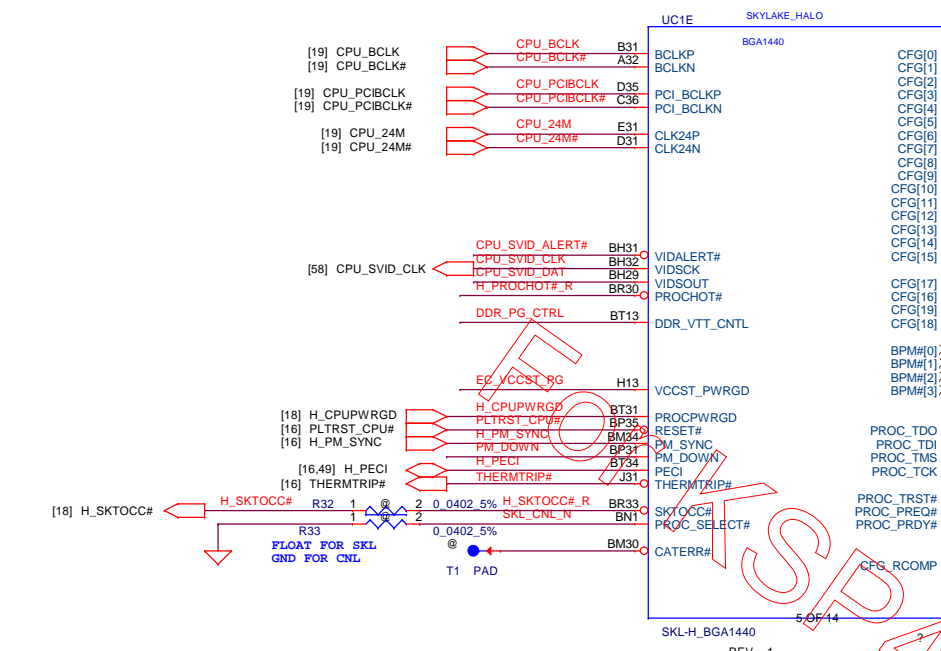 UC1E SKYLAKE_HALO
BGA1440
[19] CPU_BCLK CPU_BCLK B31 BCLKP CFG[0]
[19] CPU_BCLK# CPU_BCLK# A32 BCLKN CFG[1]
CFG[2]
[19] CPU_PCIBCLK CPU_PCIBCLK D35 PCI_BCLKP CFG[3]
[19] CPU_PCIBCLK# CPU_PCIBCLK# C36 PCI_BCLKN CFG[4]
CFG[5]
[19] CPU_24M CPU_24M E31 CLK24P CFG[6]
[19] CPU_24M# CPU_24M# D31 CLK24N CFG[7]
CFG[8]
CFG[9]
CFG[10]
CFG[11]
CFG[12]
CFG[13]
CFG[14]
CPU_SVID_ALERT# BH31 VIDALERT# CFG[15]
[58] CPU_SVID_CLK CPU_SVID_CLK BH32 VIDSCK
CPU_SVID_DAT BH29 VIDSOUT CFG[17]
H_PROCHOT#_R BR30 PROCHOT# CFG[16]
CFG[19]
DDR_PG_CTRL BT13 DDR_VTT_CNTL CFG[18]
BPM#[0]
BPM#[1]
BPM#[2]
EC_VCCST_PG H13 VCCST_PWRGD BPM#[3]
[18] H_CPUPWRGD H_CPUPWRGD BT31 PROCPWRGD
[16] PLTRST_CPU# PLTRST_CPU# BP35 RESET# PROC_TDO
[16] H_PM_SYNC H_PM_SYNC BM34 PM_SYNC PROC_TDI
PM_DOWN BP31 PM_DOWN PROC_TMS
[16,49] H_PECI H_PECI BT34 PECI PROC_TCK
[16] THERMTRIP# THERMTRIP# J31 THERMTRIP#
PROC_TRST#
[18] H_SKTOCC# H_SKTOCC# R32 1 @ 2 0_0402_5% H_SKTOCC#_R BR33 SKTOCC# PROC_PREQ#
1 @ 2 SKL_CNL_N BN1 PROC_SELECT# PROC_PRDY#
R33 0_0402_5%
FLOAT FOR SKL
GND FOR CNL
@ BM30 CATERR#
T1 PAD CFG_RCOMP
5 OF 14
SKL-H_BGA1440
?
REV = 1
FOKSPA